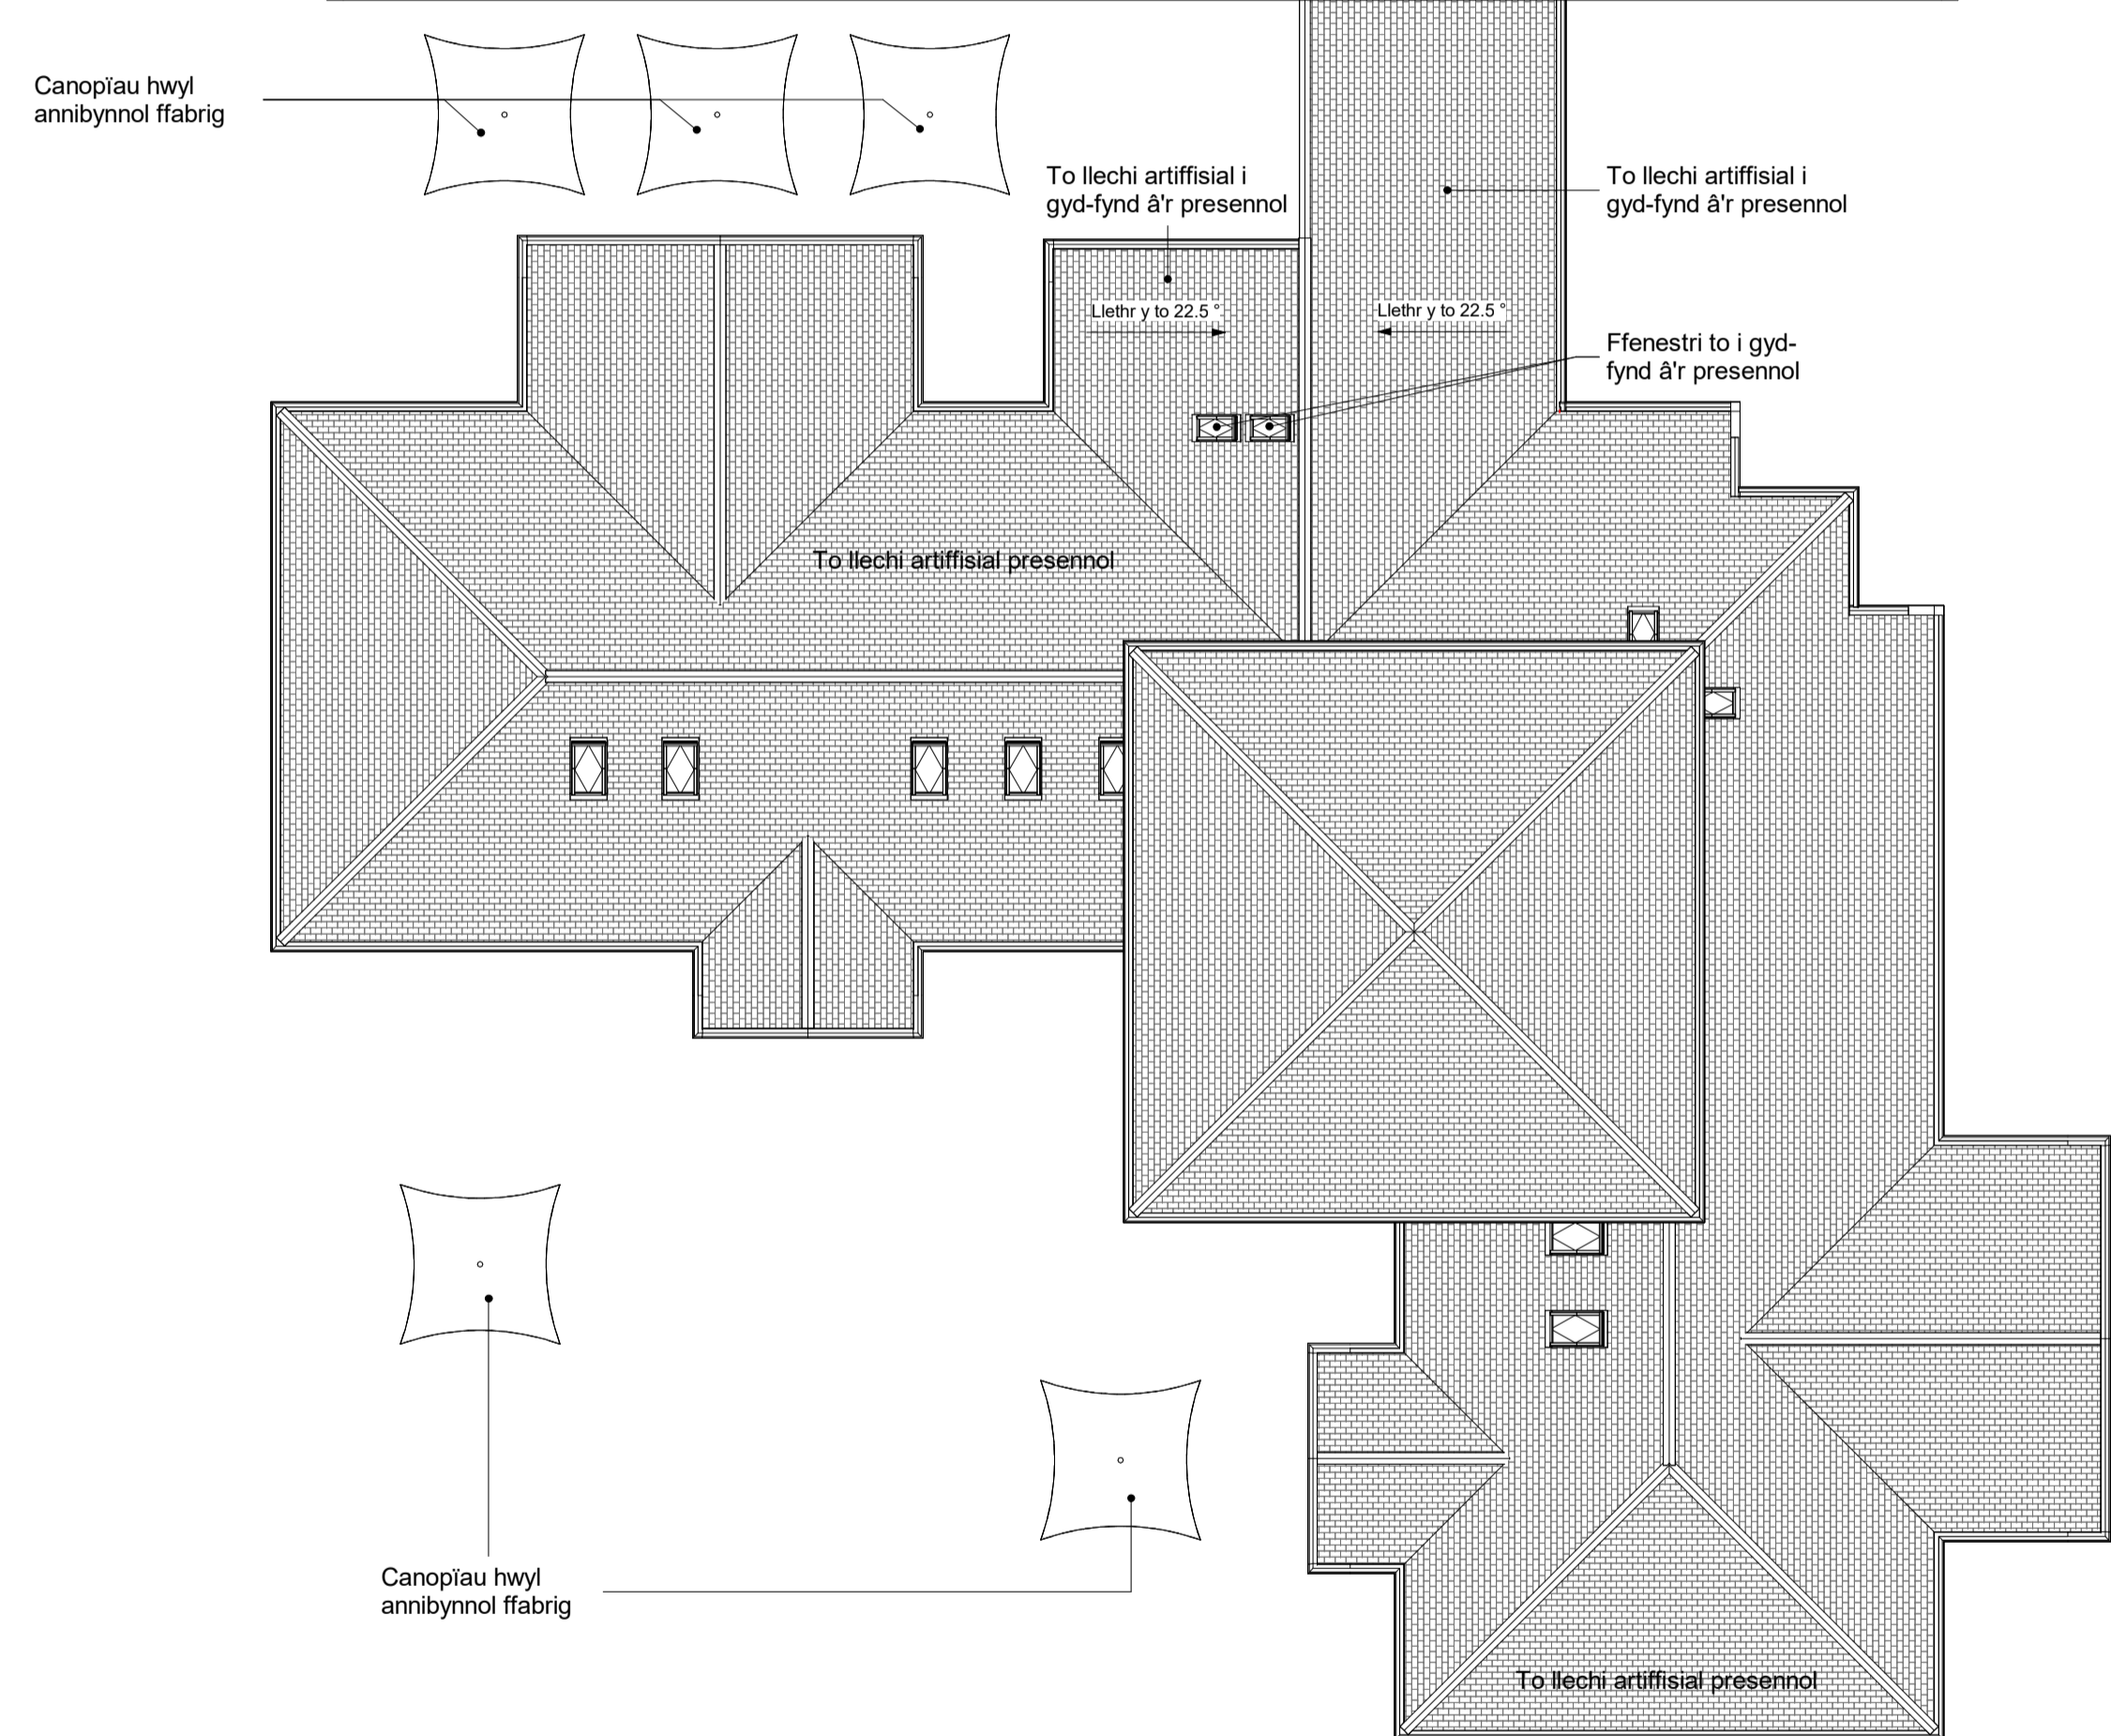 Canopïau hwyl
annibynnol ffabrig
To llechi artiffisial i
gyd-fynd â'r presennol
To llechi artiffisial i
gyd-fynd â'r presennol
Llethr y to 22.5 °
Llethr y to 22.5 °
Ffenestri to i gyd-
fynd â'r presennol
To llechi artiffisial presennol
Canopïau hwyl
annibynnol ffabrig
To llechi artiffisial presennol